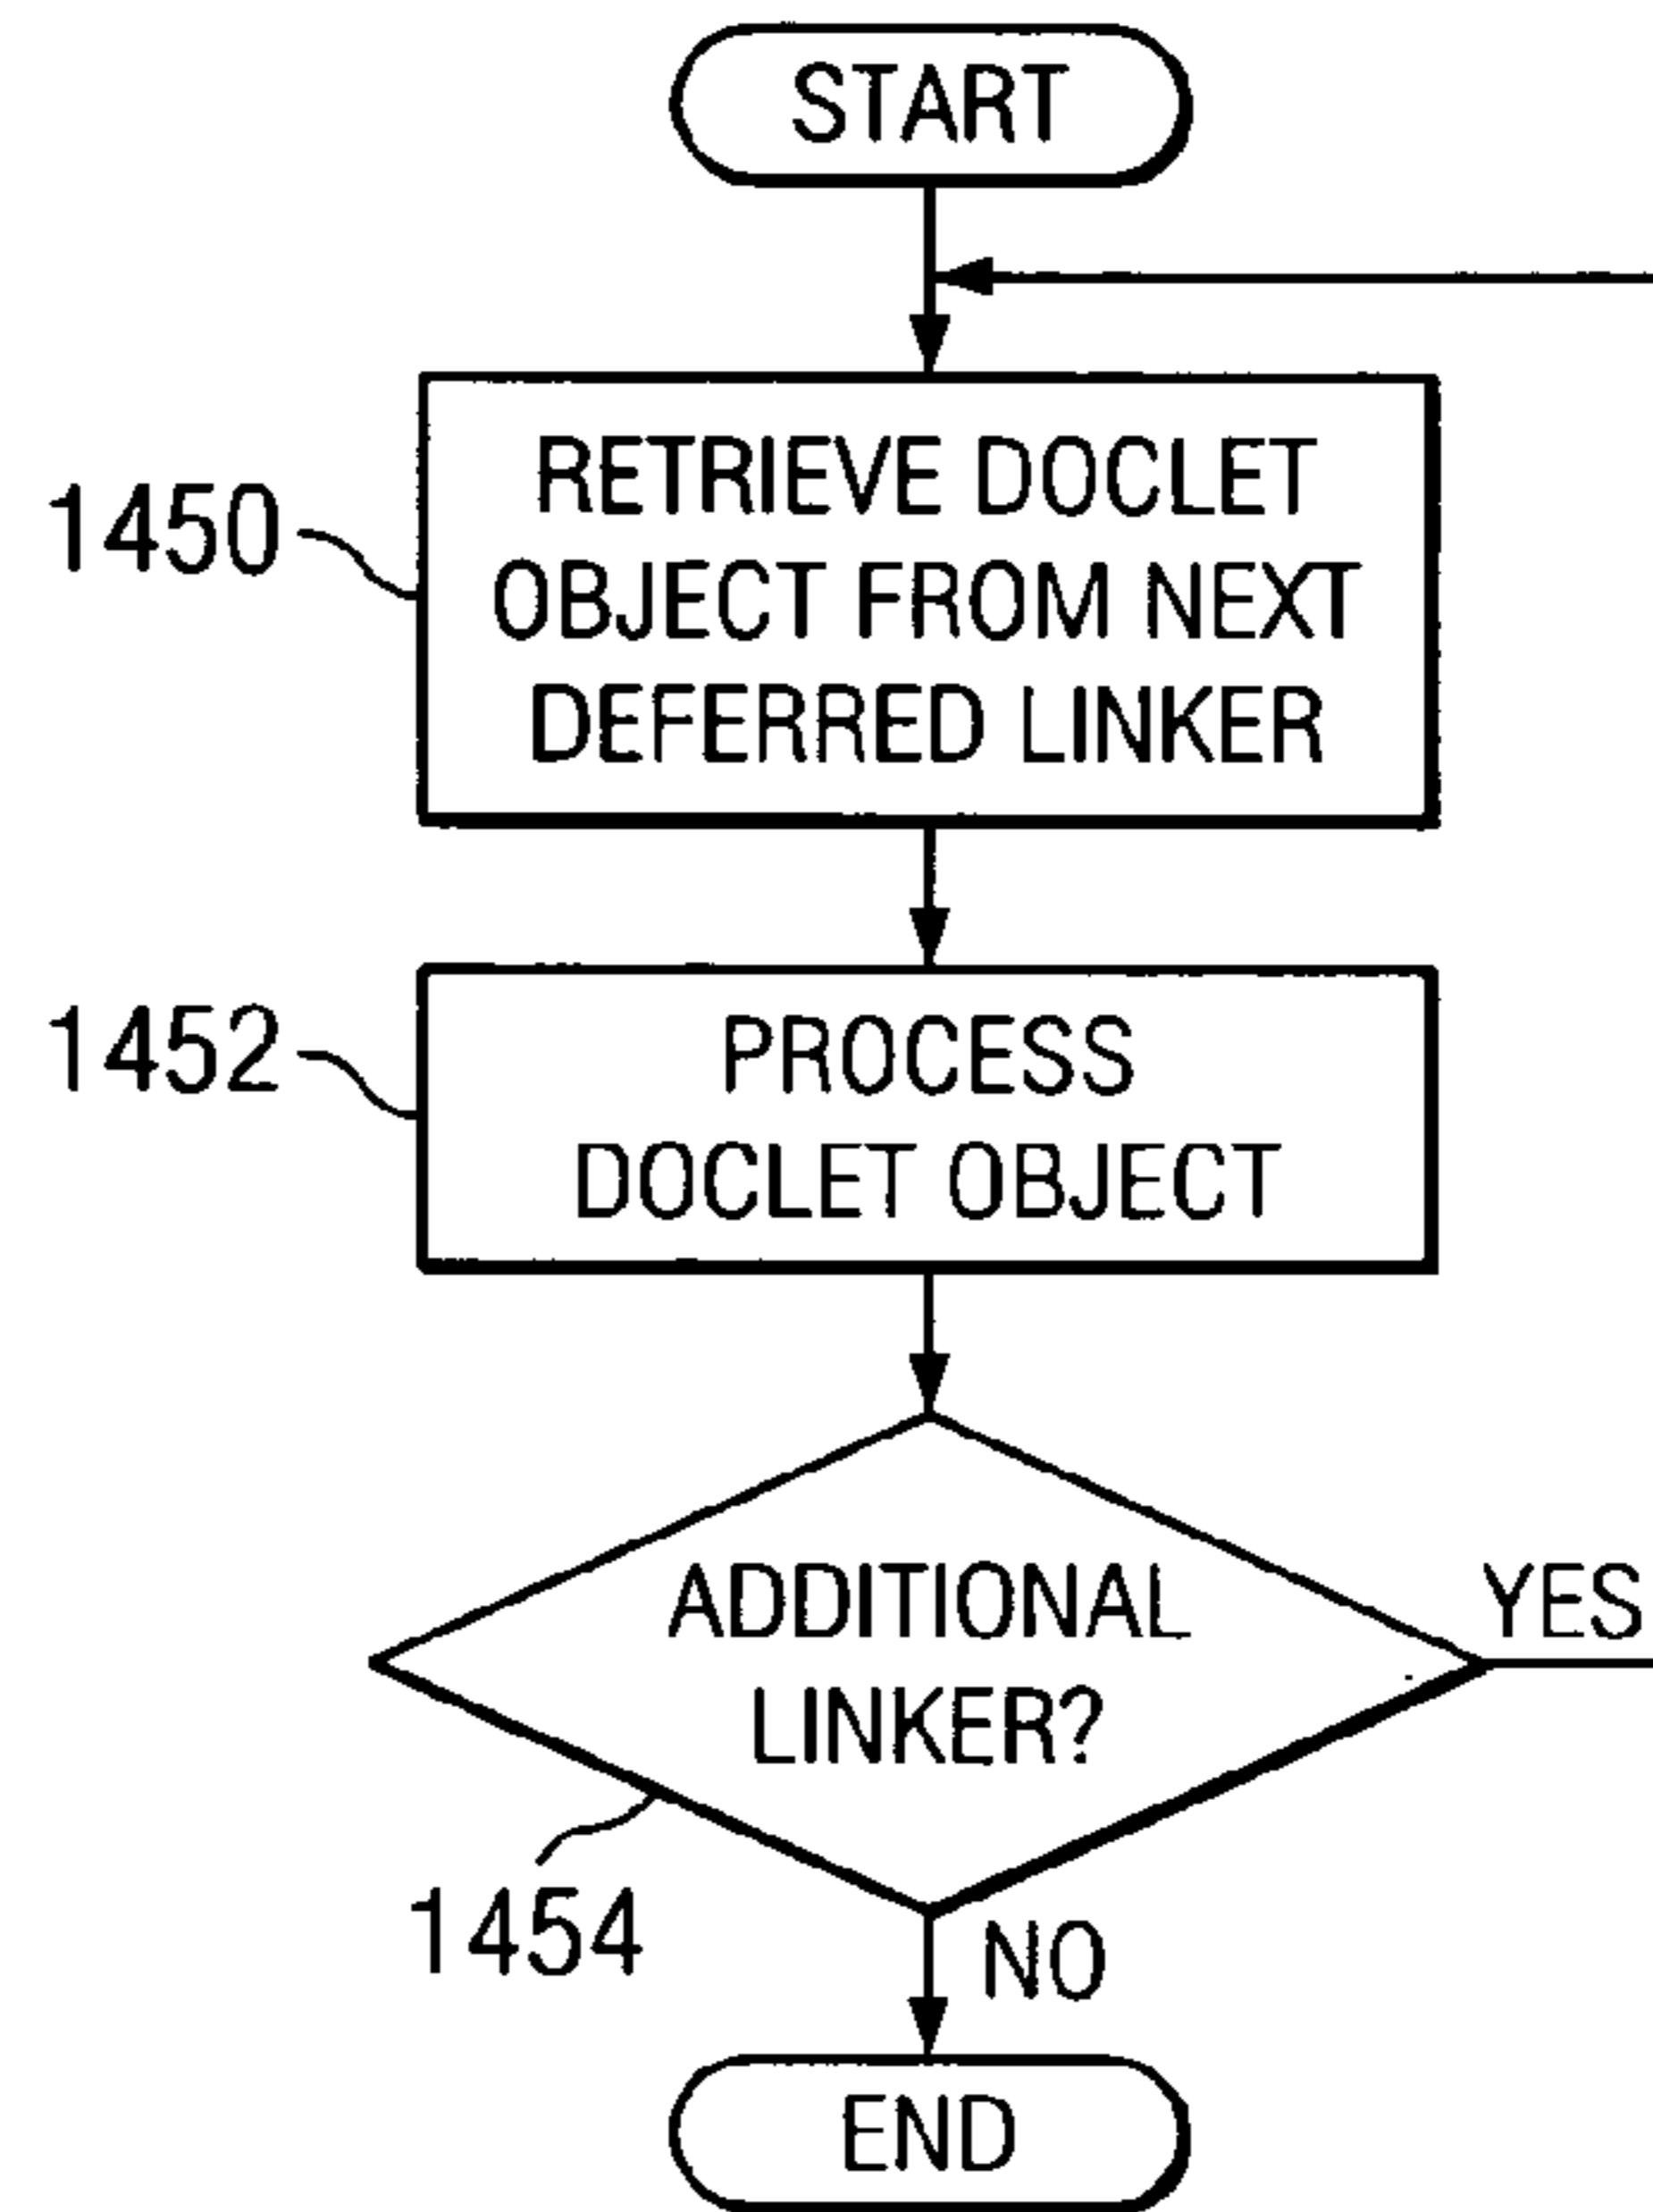 START
1450
RETRIEVE DOCLET
OBJECT FROM NEXT
DEFERRED LINKER
1452
PROCESS
DOCLET OBJECT
ADDITIONAL
LINKER?
YES
1454
NO
END